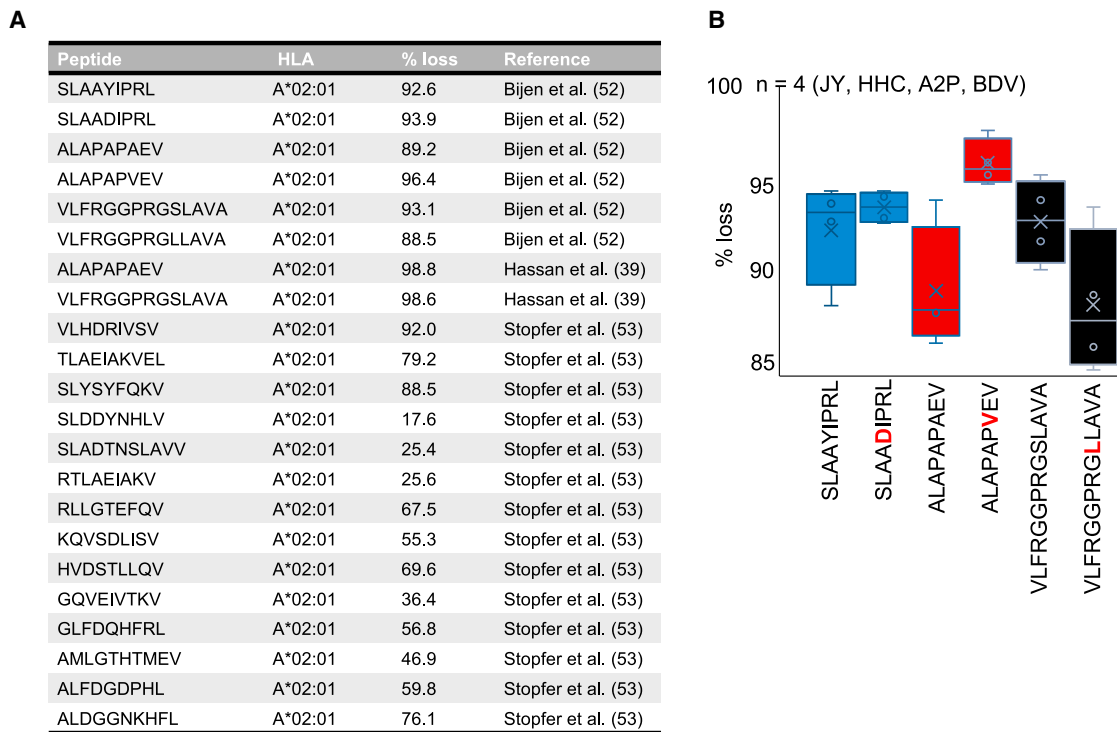 A
Peptide HLA % loss Reference
SLAAYIPRL A*02:01 92.6 Bijen et al. (52)
SLAADIPRL A*02:01 93.9 Bijen et al. (52)
ALAPAPAEV A*02:01 89.2 Bijen et al. (52)
ALAPAPVEV A*02:01 96.4 Bijen et al. (52)
VLFRGGPRGSLAVA A*02:01 93.1 Bijen et al. (52)
VLFRGGPRGLLAVA A*02:01 88.5 Bijen et al. (52)
ALAPAPAEV A*02:01 98.8 Hassan et al. (39)
VLFRGGPRGSLAVA A*02:01 98.6 Hassan et al. (39)
VLHDRIVSV A*02:01 92.0 Stopfer et al. (53)
TLAEIAKVEL A*02:01 79.2 Stopfer et al. (53)
SLYSYFQKV A*02:01 88.5 Stopfer et al. (53)
SLDDYNHLV A*02:01 17.6 Stopfer et al. (53)
SLADTNSLAVV A*02:01 25.4 Stopfer et al. (53)
RTLAEIAKV A*02:01 25.6 Stopfer et al. (53)
RLLGTEFQV A*02:01 67.5 Stopfer et al. (53)
KQVSDLISV A*02:01 55.3 Stopfer et al. (53)
HVDSTLLQV A*02:01 69.6 Stopfer et al. (53)
GQVEIVTKV A*02:01 36.4 Stopfer et al. (53)
GLFDQHFRL A*02:01 56.8 Stopfer et al. (53)
AMLGTHTMEV A*02:01 46.9 Stopfer et al. (53)
ALFDGDPHL A*02:01 59.8 Stopfer et al. (53)
ALDGGNKHFL A*02:01 76.1 Stopfer et al. (53)
B
n = 4 (JY, HHC, A2P, BDV)
100
95
90
85
% loss
SLAAYIPRL
SLAADIPRL
ALAPAPAEV
ALAPAPVEV
VLFRGGPRGSLAVA
VLFRGGPRGLLAVA